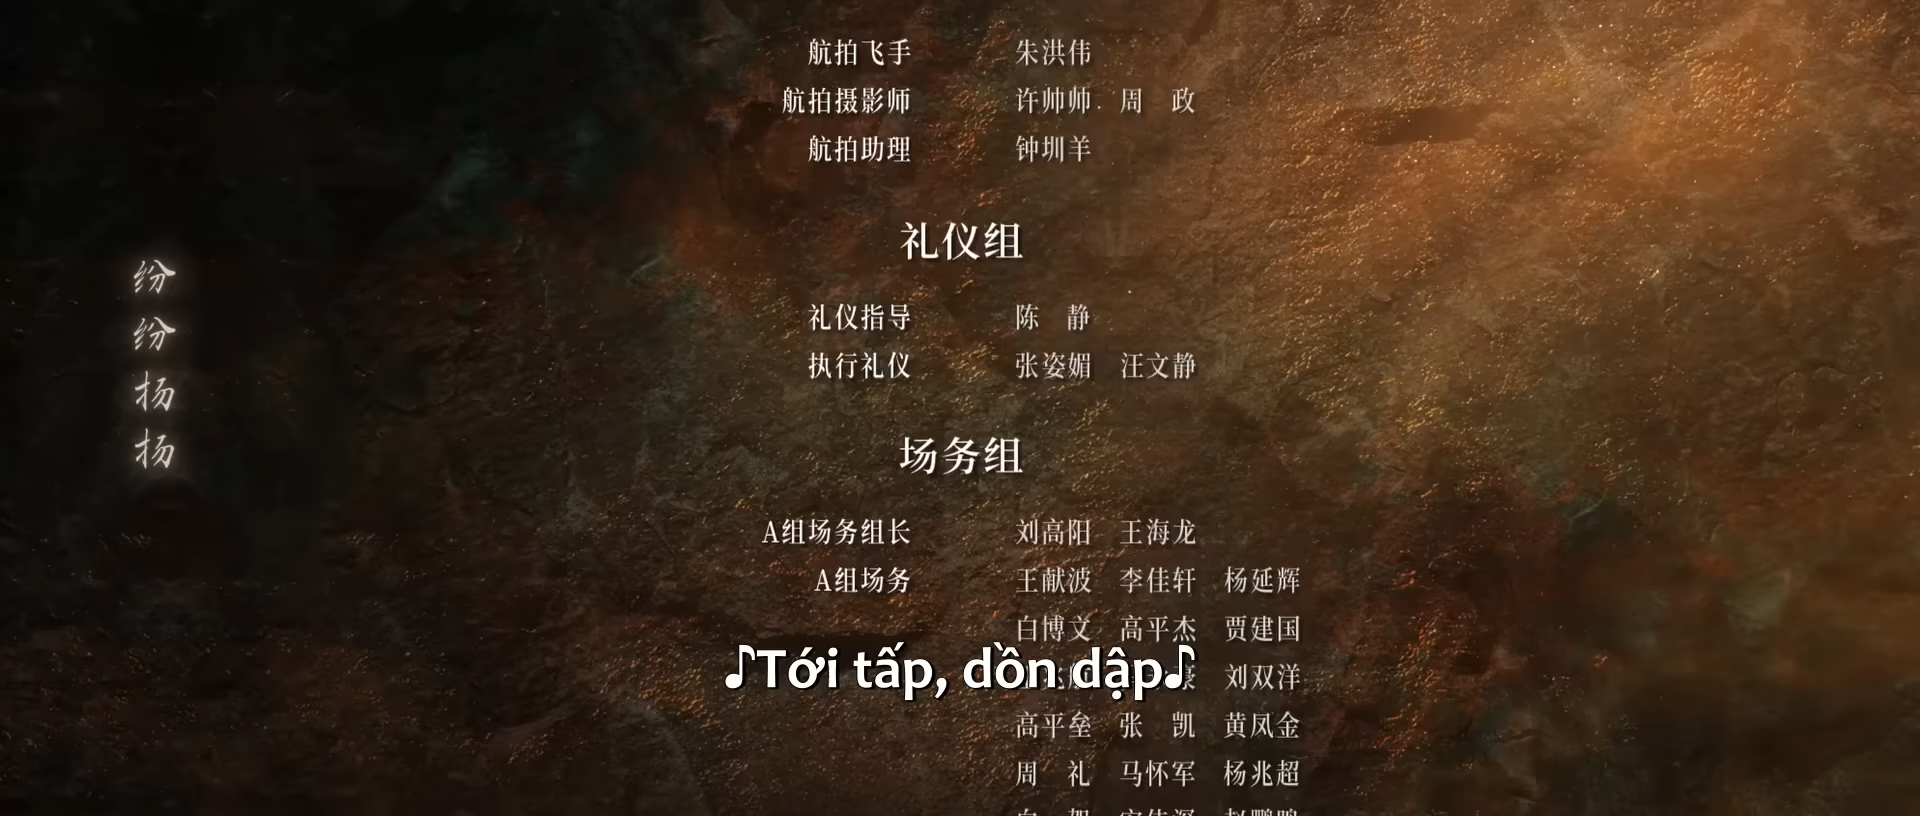 航拍飞手 朱洪伟
航拍摄影师 许帅帅 周 政
航拍助理 钟圳羊
礼仪组
礼仪指导 陈 静
执行礼仪 张姿媚 汪文静
场务组
A组场务组长 刘高阳 王海龙
A组场务 王献波 李佳轩 杨延辉
白博文 高平杰 贾建国
刘双洋
高平垒 张 凯 黄凤金
周 礼 马怀军 杨兆超
纷纷扬扬
♪Tới tấp, dồn dập♪